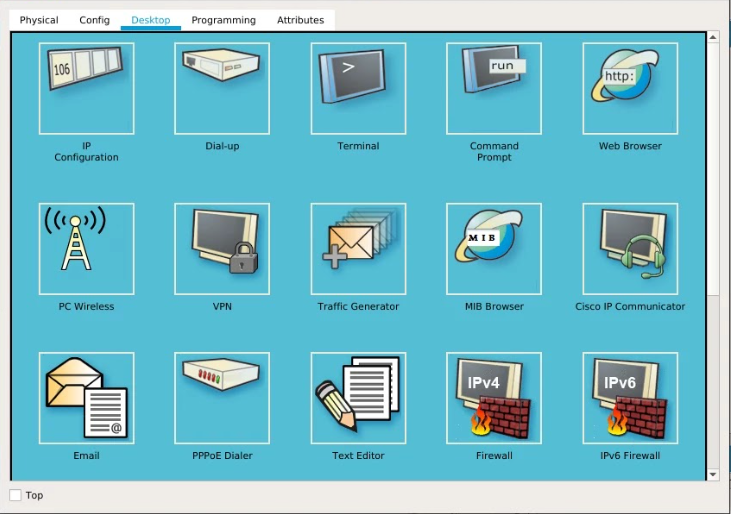 Physical Config Desktop Programming Attributes
106
>
run
http:
IP
Configuration
Dial-up
Terminal
Command
Prompt
Web Browser
MIB
?
PC Wireless
VPN
Traffic Generator
MIB Browser
Cisco IP Communicator
@
IPv4
IPv6
Email
PPPoE Dialer
Text Editor
Firewall
IPv6 Firewall
Top